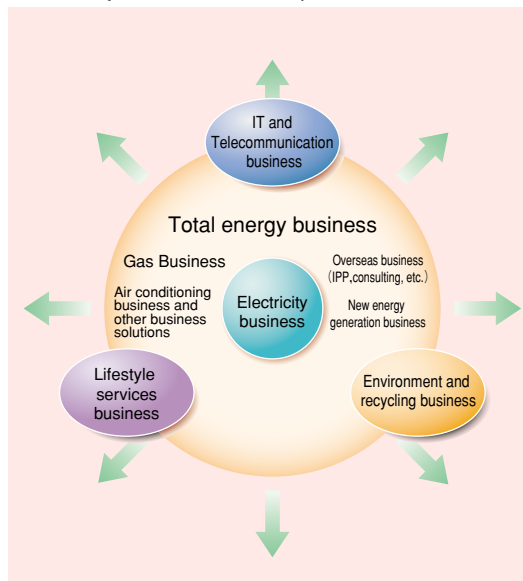 IT and
Telecommunication
business
Total energy business
Gas Business
Air conditioning
business and
other business
solutions
Electricity
business
Overseas business
(IPP,consulting, etc.)
New energy
generation business
Lifestyle
services
business
Environment and
recycling business